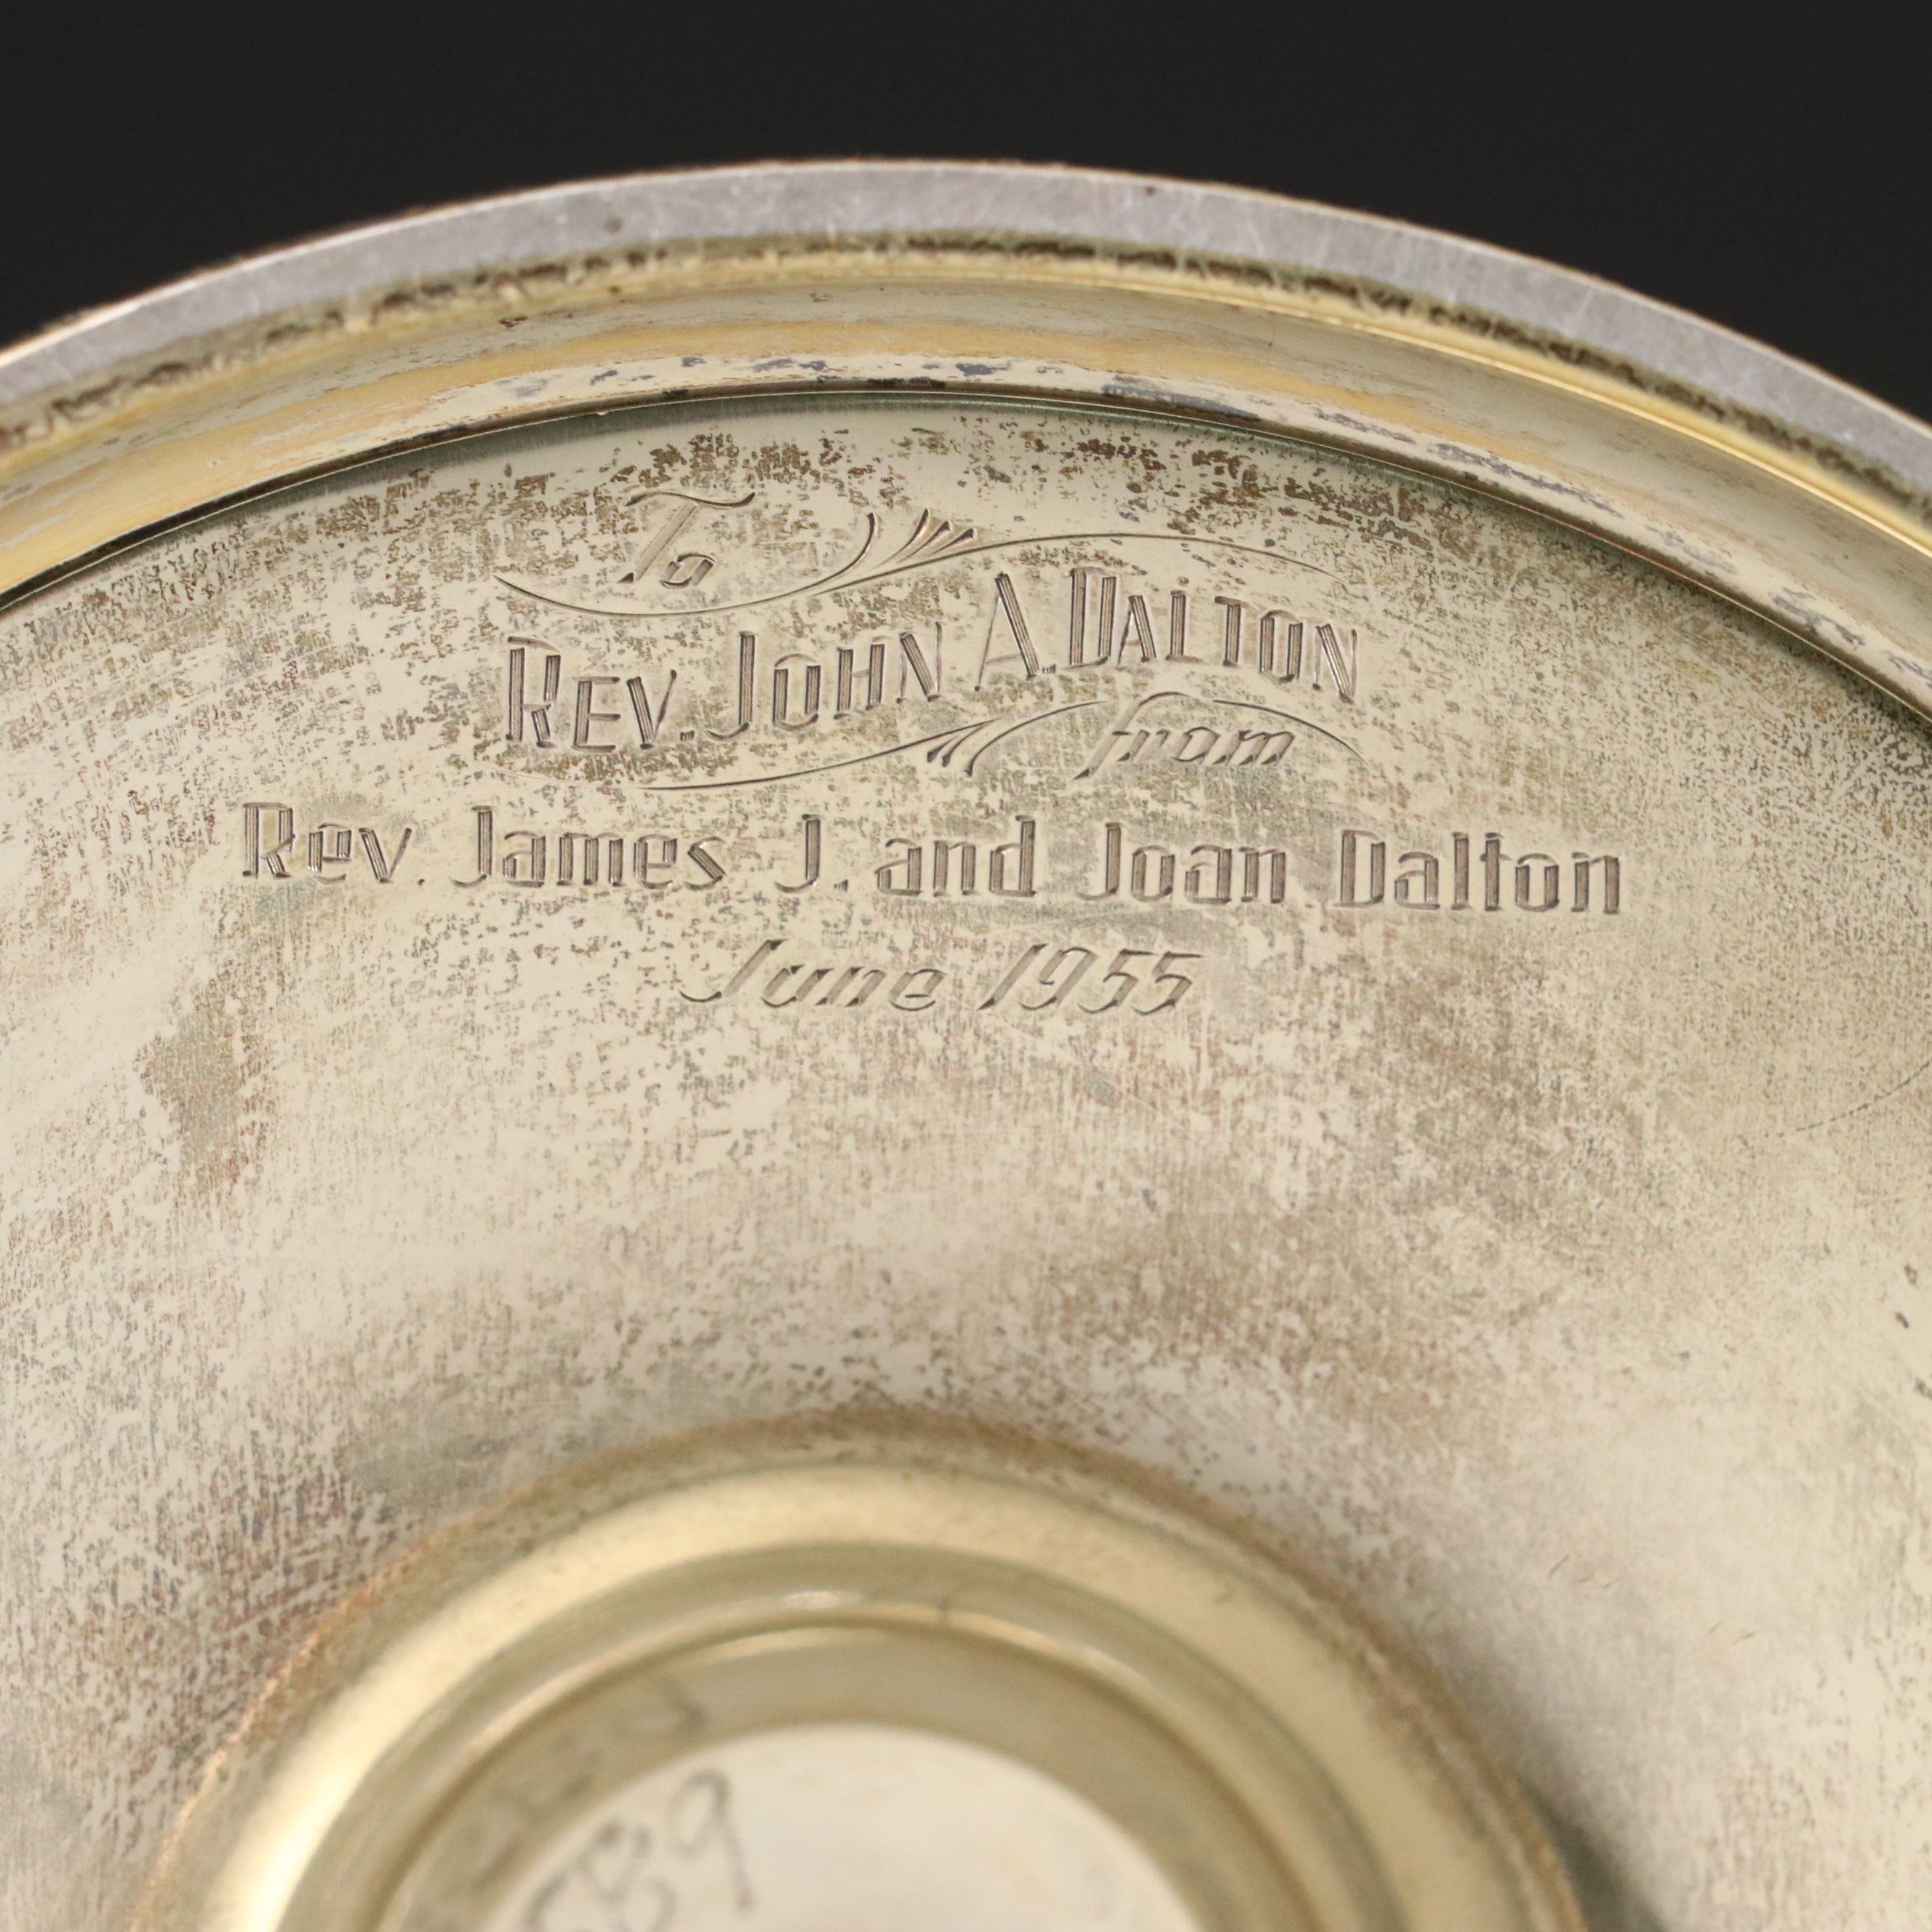 To
REV. JOHN A. DALTON
from
Rev. James J. and Joan Dalton
June 1955